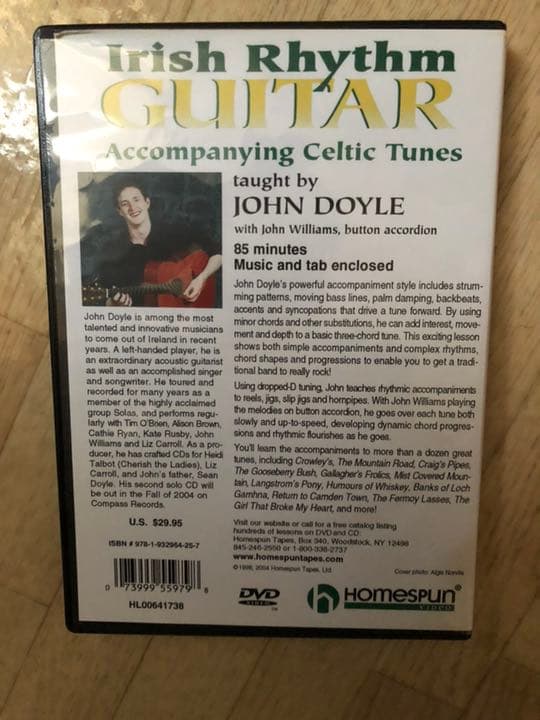 Irish Rhythm
GUITAR
Accompanying Celtic Tunes
taught by
JOHN DOYLE
with John Williams, button accordion
85 minutes
Music and tab enclosed
John Doyle is among the most
talented and innovative musicians
to come out of Ireland in recent
years. A left-handed player, he is
an extraordinary acoustic guitarist
as well as an accomplished singer
and songwriter. He toured and
recorded for many years as a
member of the highly acclaimed
group Solas, and performs regu-
larly with Tim O'Brien, Alison Brown,
Cathie Ryan, Kate Rusby, John
Williams and Liz Carroll. As a pro-
ducer, he has crafted CDs for Heidi
Talbot (Cherish the Ladies), Liz
Carroll, and John's father, Sean
Doyle. His second solo CD will
be out in the Fall of 2004 on
Compass Records.
U.S. $29.95
ISBN # 978-1-932964-25-7
0 73999 55979 8
HL00641738
John Doyle's powerful accompaniment style includes strum-
ming patterns, moving bass lines, palm damping, backbeats,
accents and syncopations that drive a tune forward. By using
minor chords and other substitutions, he can add interest, move-
ment and depth to a basic three-chord tune. This exciting lesson
shows both simple accompaniments and complex rhythms,
chord shapes and progressions to enable you to get a tradi-
tional band to really rock!
Using dropped-D tuning, John teaches rhythmic accompaniments
to reels, jigs, slip jigs and hornpipes. With John Williams playing
the melodies on button accordion, he goes over each tune both
slowly and up-to-speed, developing dynamic chord progres-
sions and rhythmic flourishes as he goes.
You'll learn the accompaniments to more than a dozen great
tunes, including Crowley's, The Mountain Road, Craig's Pipes,
The Gooseberry Bush, Gallagher's Frolics, Mist Covered Moun-
tain, Langstrom's Pony, Humours of Whiskey, Banks of Loch
Gamhna, Return to Camden Town, The Fermoy Lasses, The
Girl That Broke My Heart, and more!
Visit our website or call for a free catalog listing
hundreds of lessons on DVD and CD:
Homespun Tapes, Box 340, Woodstock, NY 12498
845-246-2550 or 1-800-338-2737
www.homespuntapes.com
© 1998, 2004 Homespun Tapes, Ltd.
Cover photo: Algis Norvila
DVD
VIDEO
h HOMESPUN®
VIDEO